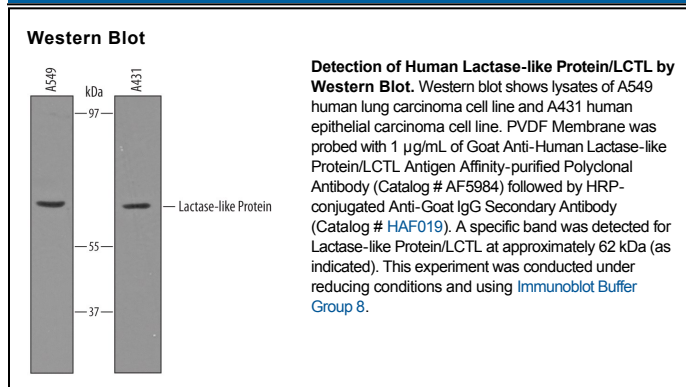 Western Blot
A549
A431
kDa
97
Lactase-like Protein
55
37
Detection of Human Lactase-like Protein/LCTL by
Western Blot. Western blot shows lysates of A549
human lung carcinoma cell line and A431 human
epithelial carcinoma cell line. PVDF Membrane was
probed with 1 µg/mL of Goat Anti-Human Lactase-like
Protein/LCTL Antigen Affinity-purified Polyclonal
Antibody (Catalog # AF5984) followed by HRP-
conjugated Anti-Goat IgG Secondary Antibody
(Catalog # HAF019). A specific band was detected for
Lactase-like Protein/LCTL at approximately 62 kDa (as
indicated). This experiment was conducted under
reducing conditions and using Immunoblot Buffer
Group 8.